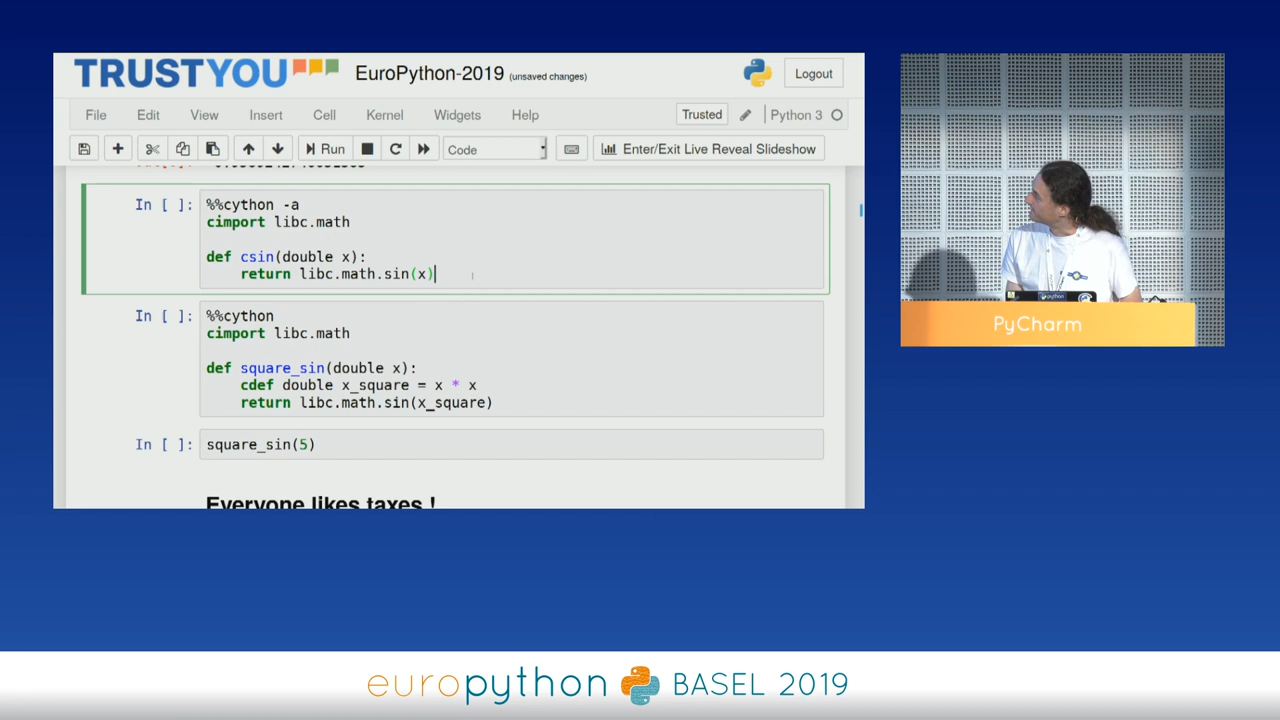 TRUSTYOU
EuroPython-2019 (unsaved changes)
Logout
File Edit View Insert Cell Kernel Widgets Help
Trusted
Python 3
Run
Code
Enter/Exit Live Reveal Slideshow
In [ ]:
%%cython -a
cimport libc.math
def csin(double x):
return libc.math.sin(x)
In [ ]:
%%cython
cimport libc.math
def square_sin(double x):
cdef double x_square = x * x
return libc.math.sin(x_square)
In [ ]:
square_sin(5)
Everyone likes taxes !
PyCharm
europython BASEL 2019